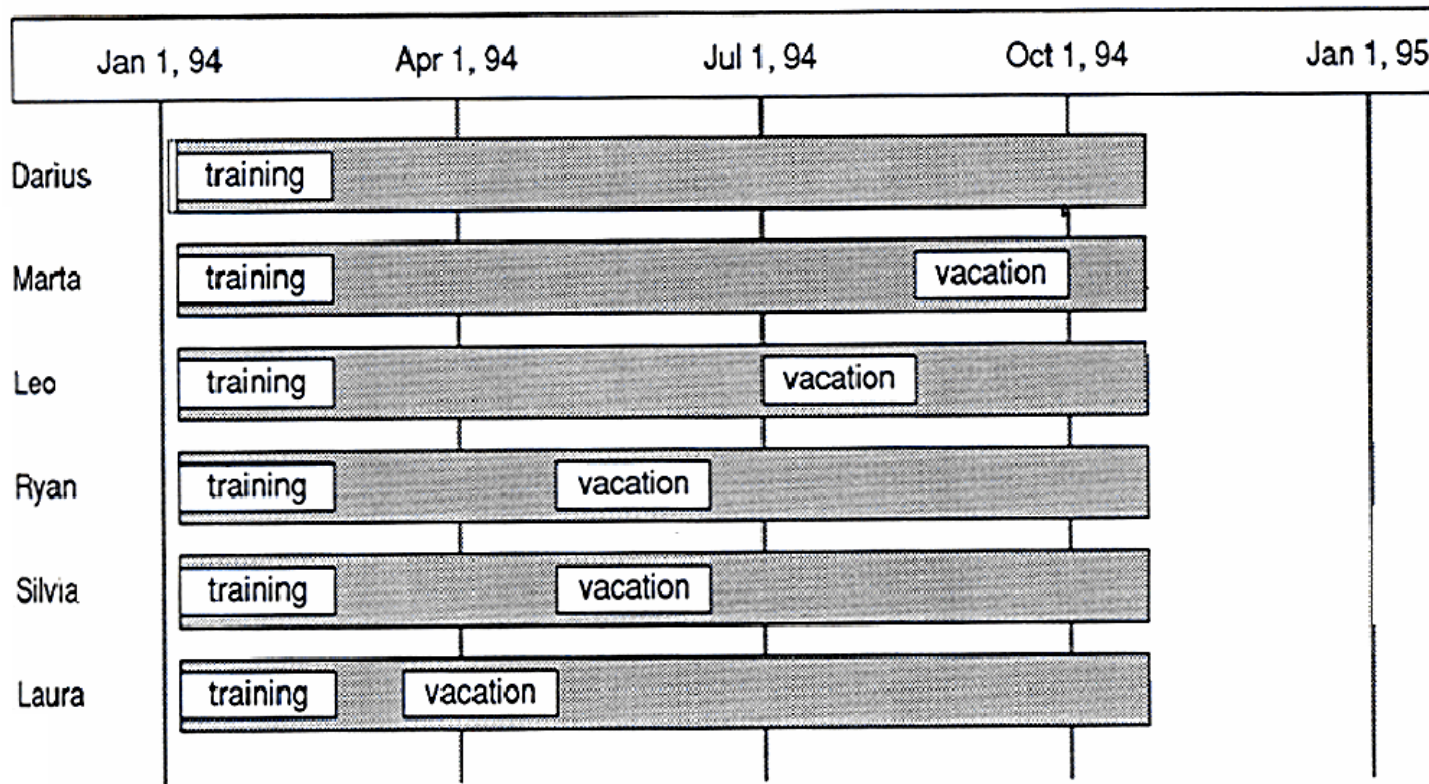 Jan 1, 94 Apr 1, 94 Jul 1, 94 Oct 1, 94 Jan 1, 95
Darius training
Marta training vacation
Leo training vacation
Ryan training vacation
Silvia training vacation
Laura training vacation